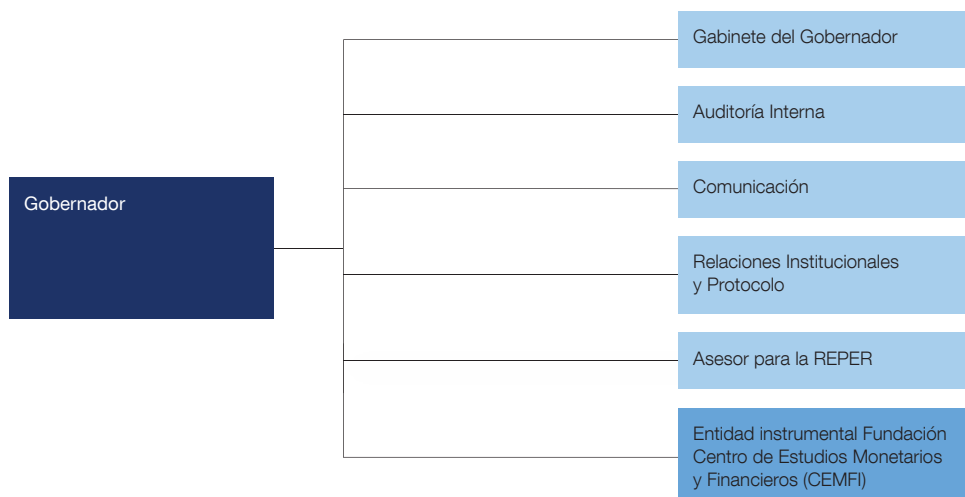 Gabinete del Gobernador
Auditoría Interna
Comunicación
Gobernador
Relaciones Institucionales
y Protocolo
Asesor para la REPER
Entidad instrumental Fundación
Centro de Estudios Monetarios
y Financieros (CEMFI)